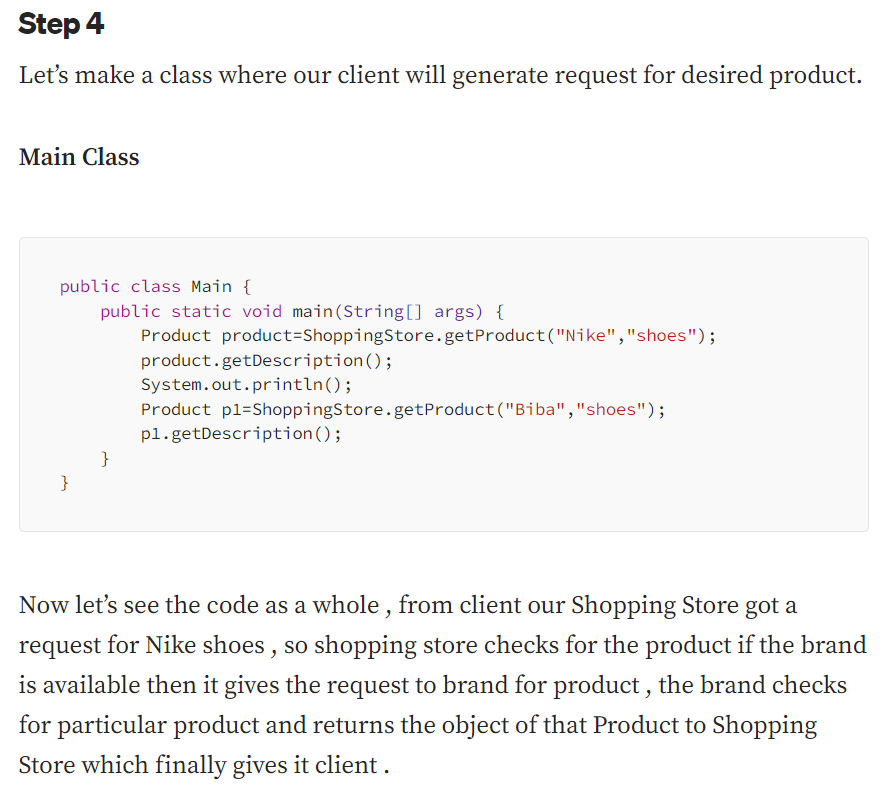 Step 4
Let’s make a class where our client will generate request for desired product.
Main Class
public class Main {
    public static void main(String[] args) {
        Product product=ShoppingStore.getProduct("Nike","shoes");
        product.getDescription();
        System.out.println();
        Product p1=ShoppingStore.getProduct("Biba","shoes");
        p1.getDescription();
    }
}
Now let’s see the code as a whole , from client our Shopping Store got a
request for Nike shoes , so shopping store checks for the product if the brand
is available then it gives the request to brand for product , the brand checks
for particular product and returns the object of that Product to Shopping
Store which finally gives it client .